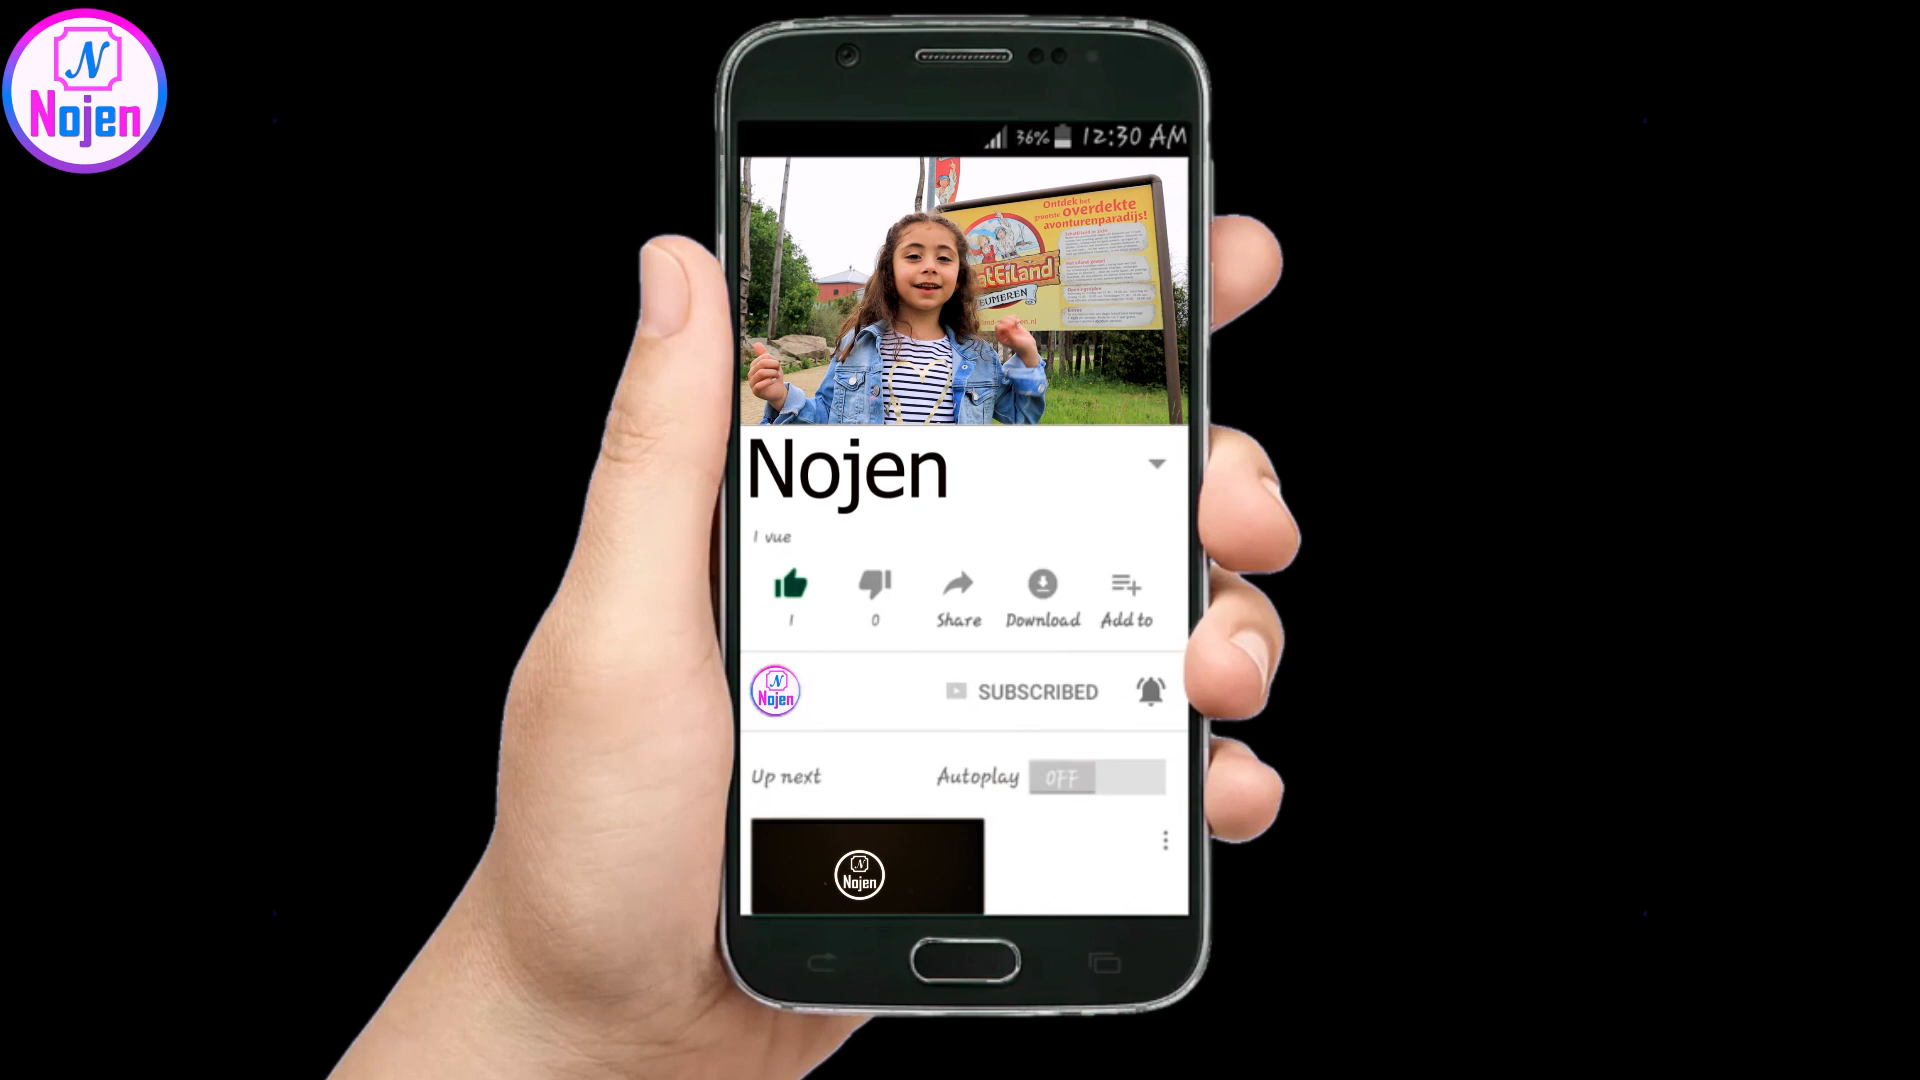 N
Nojen
36%
12:30 AM
Ontdek het
grootste overdekte
avonturenparadijs!
atEiland
EUMEREN
Nojen
1 vue
1
0
Share
Download
Add to
N
Nojen
SUBSCRIBED
Up next
Autoplay
OFF
N
Nojen